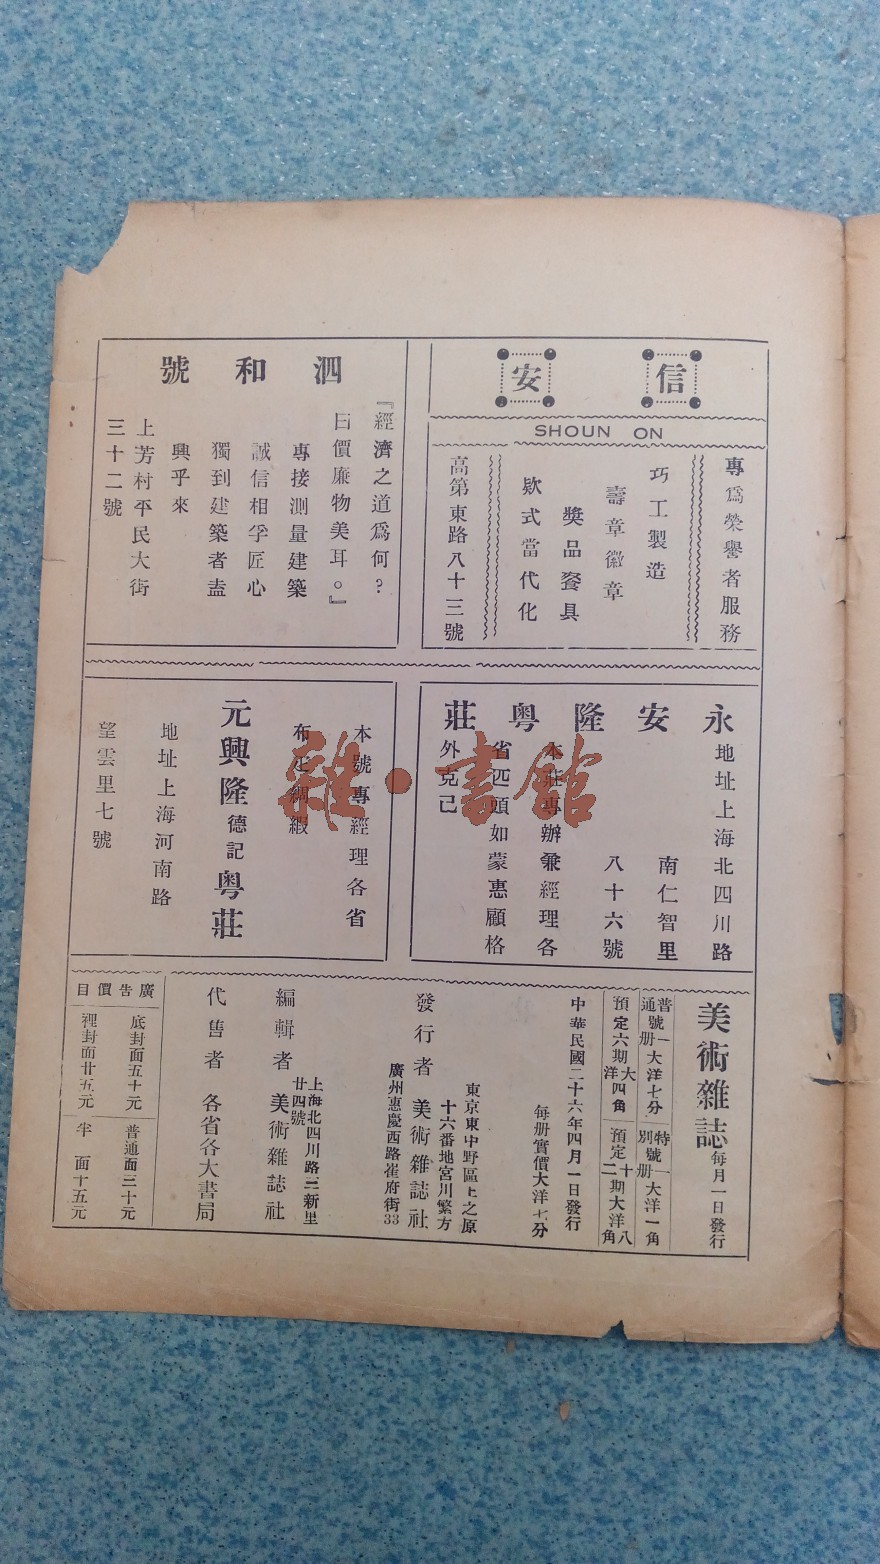 信安
SHOUN ON
專爲榮譽者服務
巧工製造
壽章徽章
獎品餐具
欵式當代化
高第東路八十三號
泗和號
『經濟之道爲何?
曰價廉物美耳。』
專接測量建築
誠信相孚匠心
獨到建築者盍
興乎來
上芳村平民大街
三十二號
永安隆粤莊
地址上海北四川路
南仁智里
八十六號
本莊專辦兼經理各
省匹頭如蒙惠顧格
外克己
本號專經理各省
布疋綢緞
元興隆德記粤莊
地址上海河南路
望雲里七號
雜·書館
美術雜誌每月一日發行
普通號一册大洋七分
特別號一册大洋一角
預定六期大洋四角
預定十二期大洋八角
中華民國二十六年四月一日發行
每册實價大洋七分
發行者 美術雜誌社
東京東中野區上之原
十六番地宮川繁方
廣州惠慶西路崔府街33
編輯者 美術雜誌社
上海北四川路三新里
廿四號
代售者 各省各大書局
廣告價目
底封面五十元
普通面三十元
裡封面廿五元
半面十五元